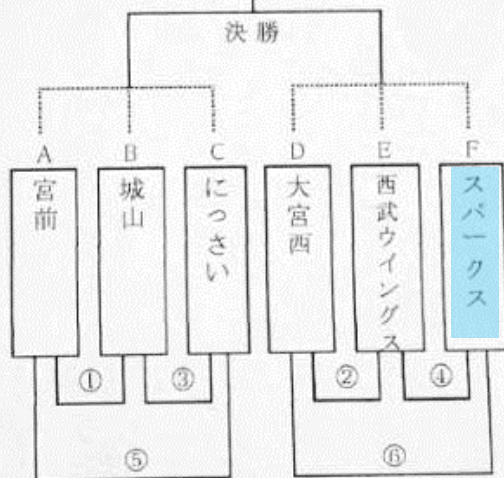 決勝
A B C D E F
宮前
城山
にっさい
大宮西
西武ウイングス
スパークス
① ③ ② ④
⑤ ⑥